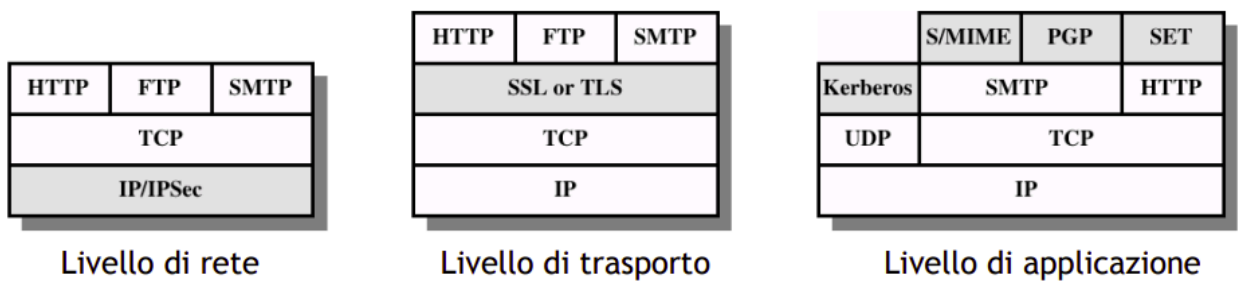 HTTP FTP SMTP
TCP
IP/IPSec
Livello di rete
HTTP FTP SMTP
SSL or TLS
TCP
IP
Livello di trasporto
S/MIME PGP SET
Kerberos SMTP HTTP
UDP TCP
IP
Livello di applicazione